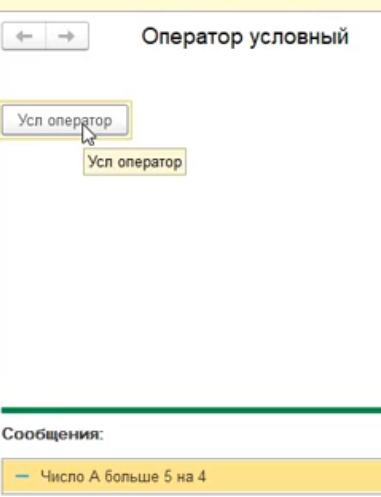 Оператор условный
Усл оператор
Усл оператор
Сообщения:
Число А больше 5 на 4